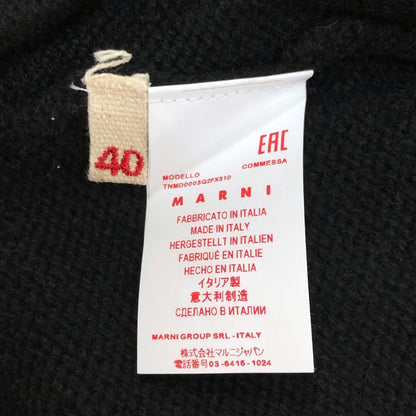 40
EAC
MODELLO
COMMESSA
TNMD0003Q2FX310
MARNI
FABBRICATO IN ITALIA
MADE IN ITALY
HERGESTELLT IN ITALIEN
FABRIQUÉ EN ITALIE
HECHO EN ITALIA
イタリア製
意大利制造
СДЕЛАНО В ИТАЛИИ
MARNI GROUP SRL - ITALY
株式会社マルニジャパン
電話番号03-6416-1024